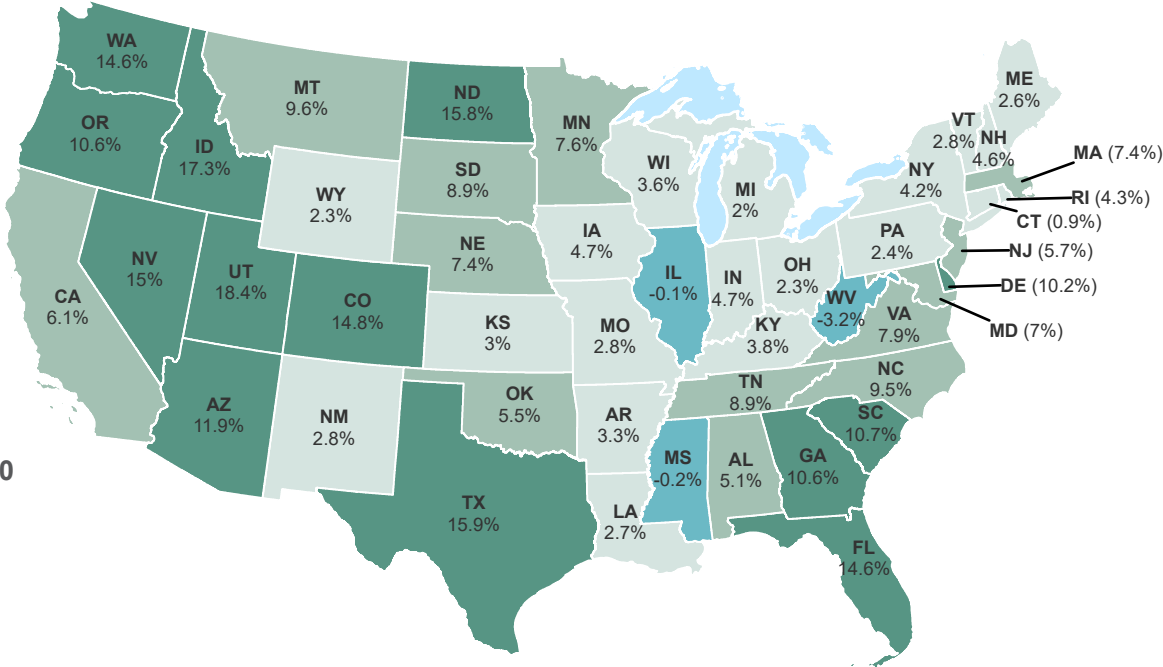 WA
14.6%
MT
9.6%
ND
15.8%
MN
7.6%
ME
2.6%
VT
2.8%
NH
4.6%
OR
10.6%
ID
17.3%
SD
8.9%
WI
3.6%
MI
2%
NY
4.2%
MA (7.4%)
RI (4.3%)
CT (0.9%)
WY
2.3%
NE
7.4%
IA
4.7%
PA
2.4%
NJ (5.7%)
NV
15%
UT
18.4%
CO
14.8%
IL
-0.1%
IN
4.7%
OH
2.3%
WV
-3.2%
DE (10.2%)
MD (7%)
CA
6.1%
KS
3%
MO
2.8%
KY
3.8%
VA
7.9%
AZ
11.9%
NM
2.8%
OK
5.5%
AR
3.3%
TN
8.9%
NC
9.5%
SC
10.7%
0
TX
15.9%
LA
2.7%
MS
-0.2%
AL
5.1%
GA
10.6%
FL
14.6%